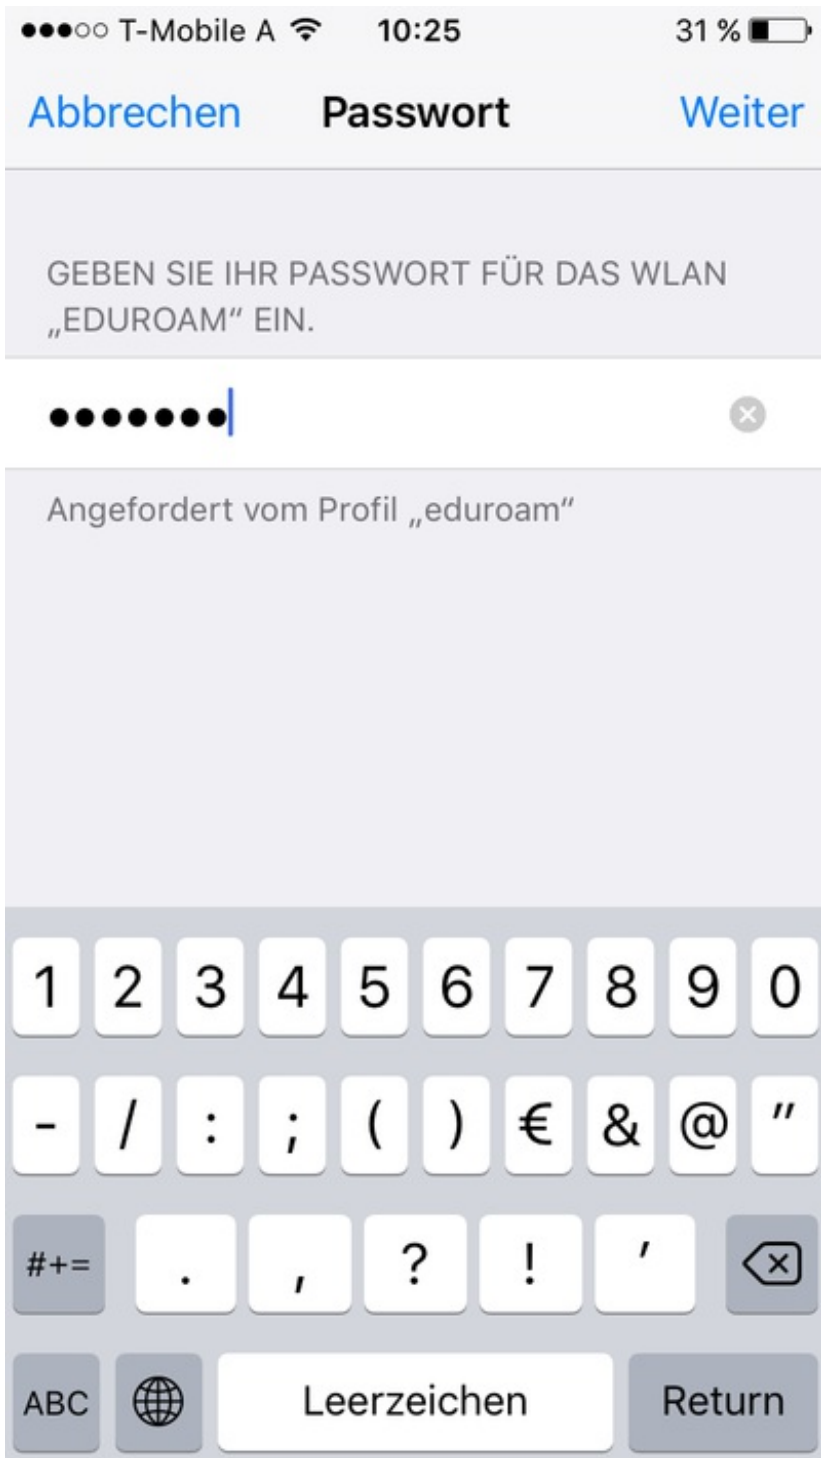 ●●●○○ T-Mobile A 10:25 31 %
Abbrechen Passwort Weiter
GEBEN SIE IHR PASSWORT FÜR DAS WLAN
„EDUROAM“ EIN.
●●●●●●●
Angefordert vom Profil „eduroam“
1 2 3 4 5 6 7 8 9 0
- / : ; ( ) € & @ "
#+= . , ? ! '
ABC Leerzeichen Return